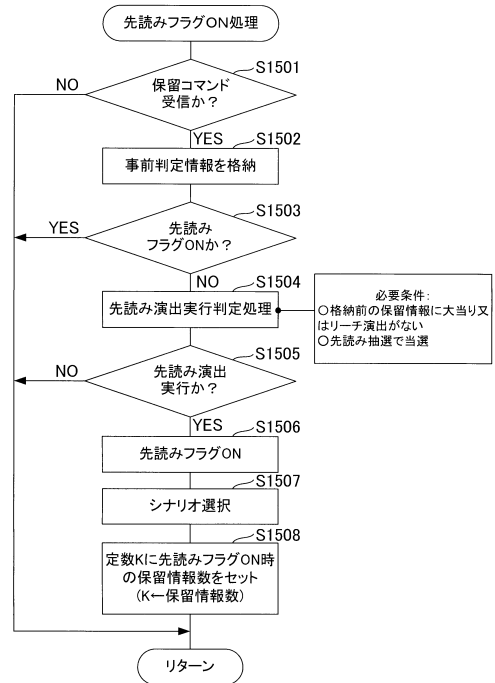 先読みフラグON処理
S1501
保留コマンド
受信か？
NO
YES
S1502
事前判定情報を格納
S1503
先読み
フラグONか？
YES
NO
S1504
先読み演出実行判定処理
必要条件：
○格納前の保留情報に大当り又
はリーチ演出がない
○先読み抽選で当選
S1505
先読み演出
実行か？
NO
YES
S1506
先読みフラグON
S1507
シナリオ選択
S1508
定数Kに先読みフラグON時
の保留情報数をセット
(K←保留情報数)
リターン